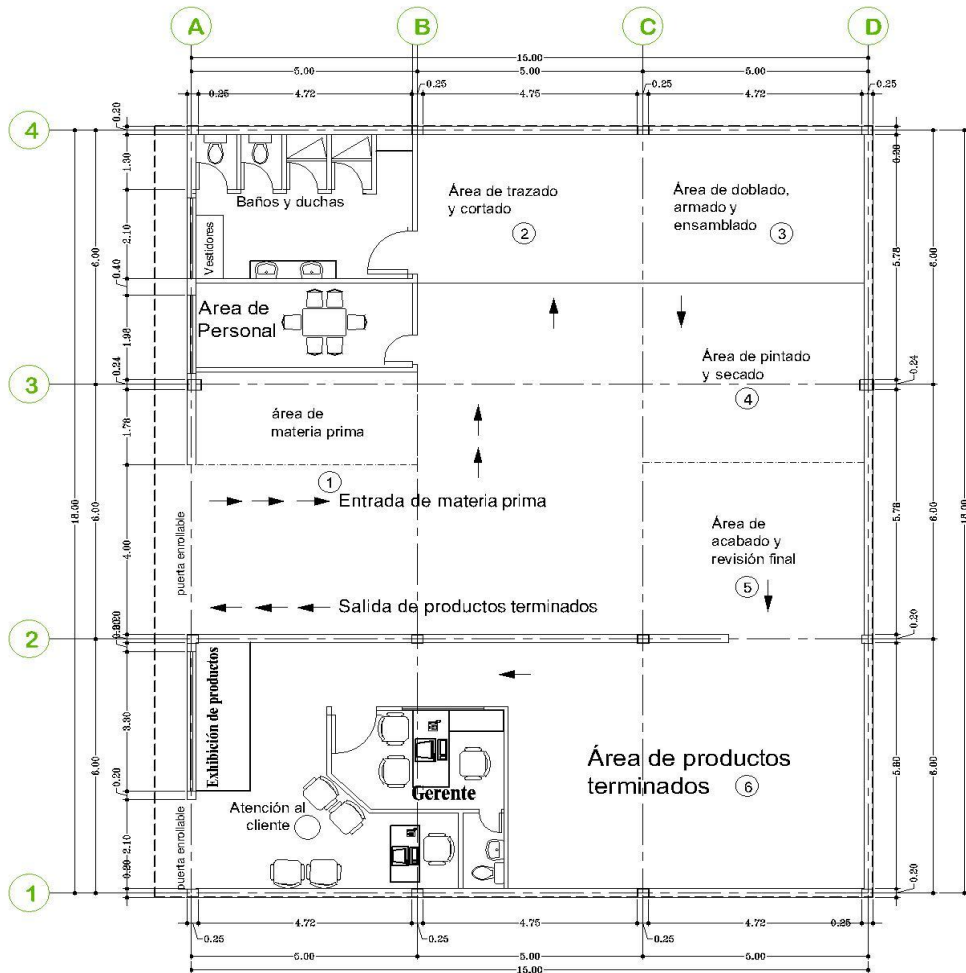 A
B
C
D
15.00
5.00
5.00
5.00
0.25
0.25
0.25
0.25
4.72
4.75
4.72
4
3
2
1
0.20
1.30
2.10
0.40
1.98
0.24
1.78
4.00
3.30
0.20
2.10
0.20
6.00
6.00
6.00
18.00
Baños y duchas
Vestidores
Area de
Personal
área de
materia prima
1
Entrada de materia prima
puerta enrollable
Salida de productos terminados
Área de trazado
y cortado
2
Área de doblado,
armado y
ensamblado
3
Área de pintado
y secado
4
Área de
acabado y
revisión final
5
Exhibición de productos
Gerente
Atención al
cliente
puerta enrollable
Área de productos
terminados
6
5.78
0.24
5.78
0.20
5.80
0.20
6.00
6.00
6.00
18.00
4.72
4.75
4.72
0.25
0.25
0.25
0.25
5.00
5.00
5.00
15.00